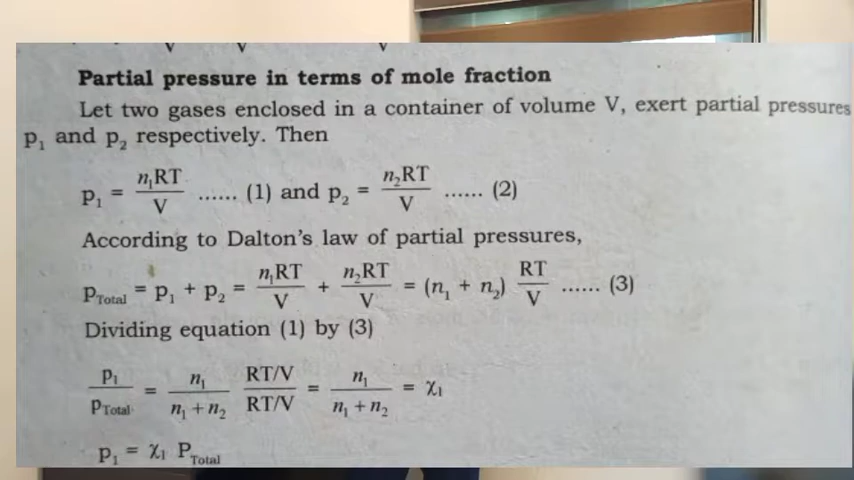 Partial pressure in terms of mole fraction
Let two gases enclosed in a container of volume V, exert partial pressures
p₁ and p₂ respectively. Then
p₁ = n₁RT/V ...... (1) and p₂ = n₂RT/V ...... (2)
According to Dalton's law of partial pressures,
pTotal = p₁ + p₂ = n₁RT/V + n₂RT/V = (n₁ + n₂) RT/V ...... (3)
Dividing equation (1) by (3)
p₁/pTotal = n₁/(n₁ + n₂) (RT/V)/(RT/V) = n₁/(n₁ + n₂) = χ₁
p₁ = χ₁ PTotal